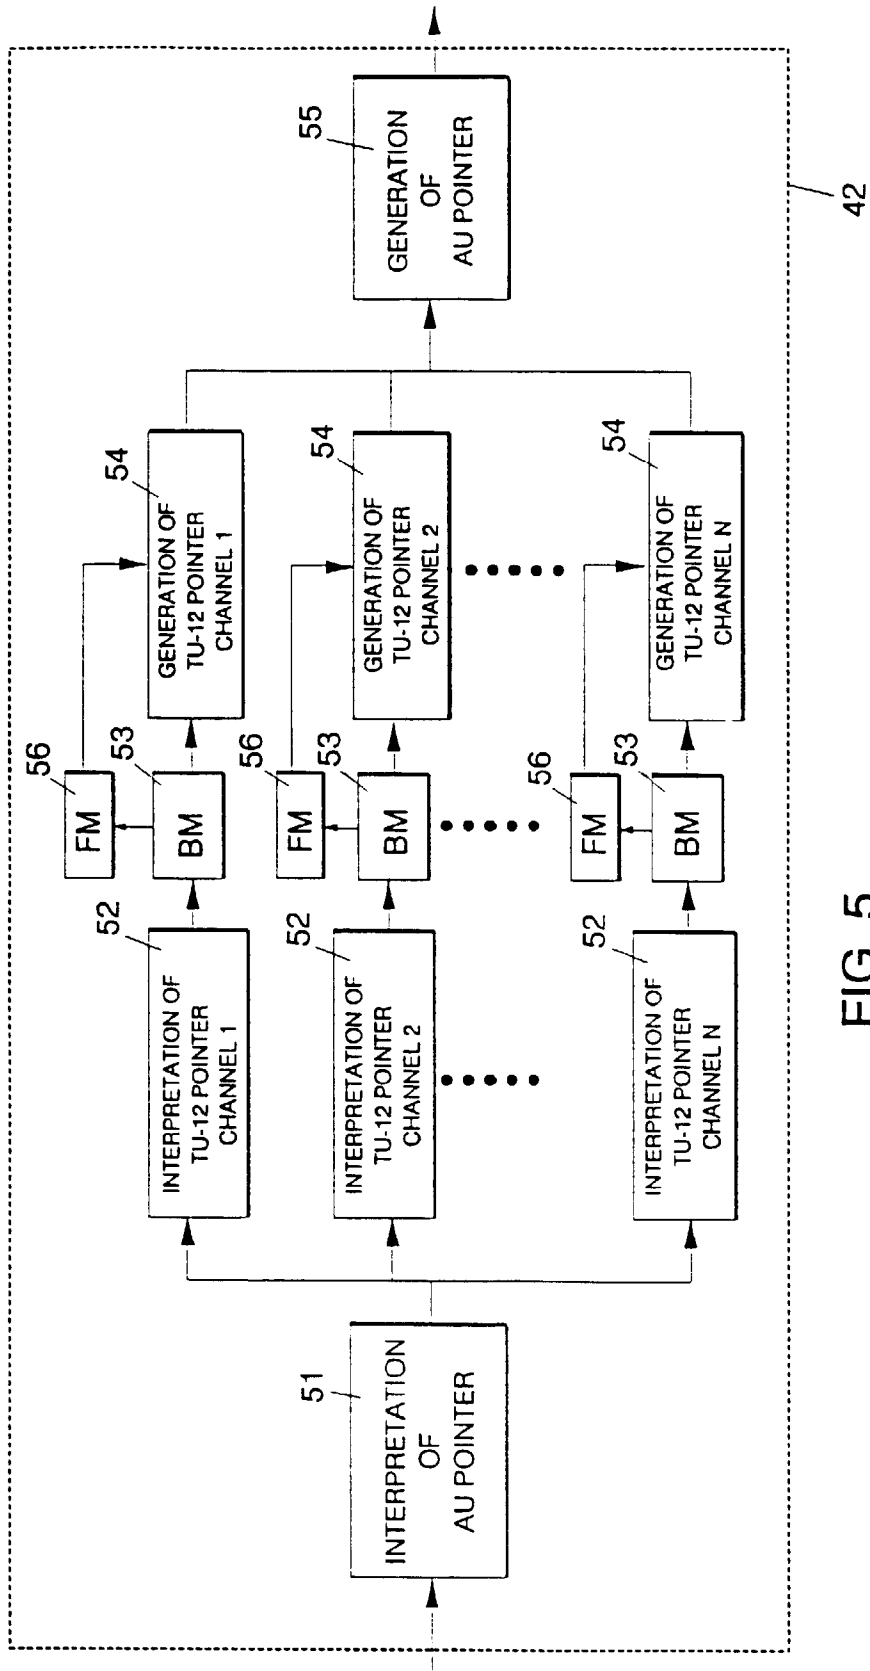 51
INTERPRETATION
OF
AU POINTER
52
INTERPRETATION OF
TU-12 POINTER
CHANNEL 1
56
FM
53
BM
54
GENERATION OF
TU-12 POINTER
CHANNEL 1
52
INTERPRETATION OF
TU-12 POINTER
CHANNEL 2
56
FM
53
BM
54
GENERATION OF
TU-12 POINTER
CHANNEL 2
52
INTERPRETATION OF
TU-12 POINTER
CHANNEL N
56
FM
53
BM
54
GENERATION OF
TU-12 POINTER
CHANNEL N
55
GENERATION
OF
AU POINTER
42
FIG. 5